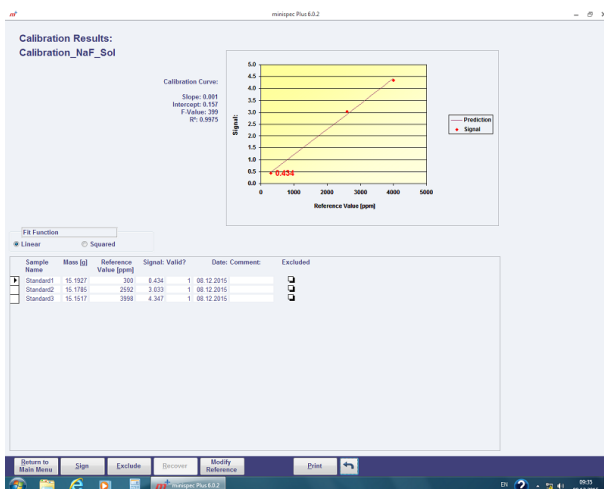 minispec Plus 6.0.2
Calibration Results:
Calibration_NaF_Sol
Calibration Curve:
Slope: 0.001
Intercept: 0.157
F-Value: 399
R²: 0.9975
Signal:
5.0
4.5
4.0
3.5
3.0
2.5
2.0
1.5
1.0
0.5
0.0
0.434
0 1000 2000 3000 4000 5000
Reference Value [ppm]
Prediction
Signal
Fit Function
Linear Squared
Sample Name Mass [g] Reference Value [ppm] Signal: Valid? Date: Comment: Excluded
Standard1 15.1927 300 0.434 1 08.12.2015
Standard2 15.1785 2592 3.033 1 08.12.2015
Standard3 15.1517 3998 4.347 1 08.12.2015
Return to Main Menu Sign Exclude Recover Modify Reference Print
minispec Plus 6.0.2
EN
09:15